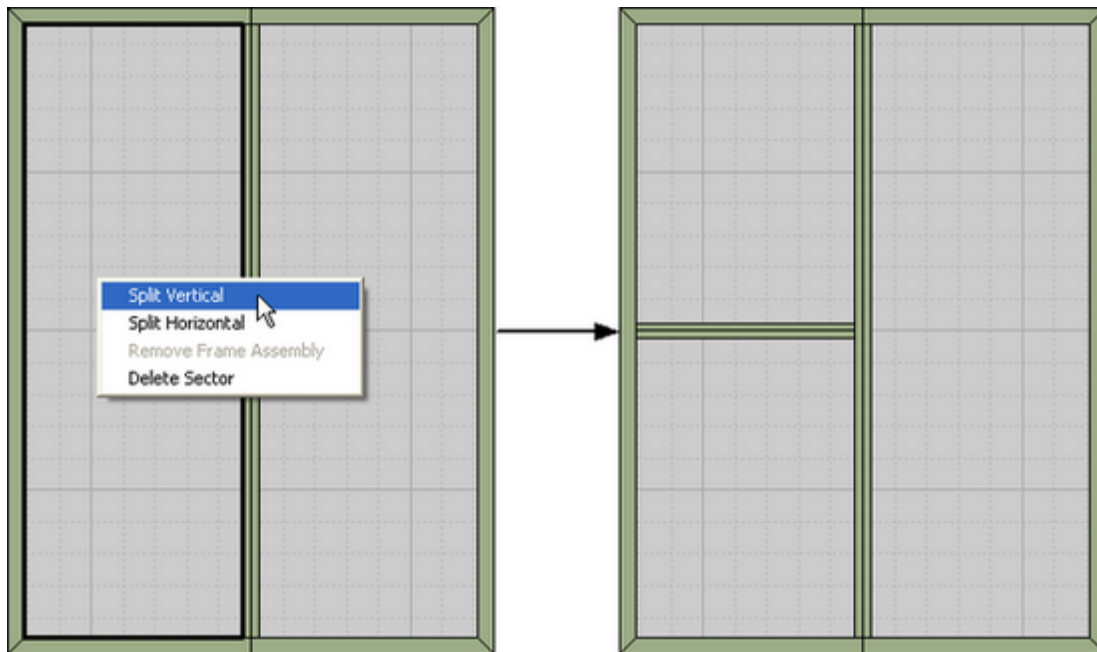 Split Vertical
Split Horizontal
Remove Frame Assembly
Delete Sector